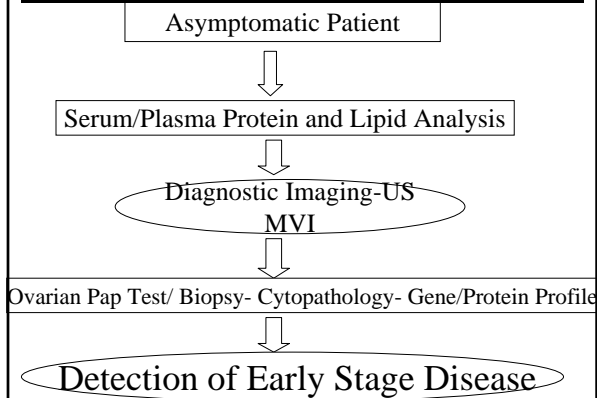 Asymptomatic Patient
Serum/Plasma Protein and Lipid Analysis
Diagnostic Imaging-US
MVI
Ovarian Pap Test/ Biopsy- Cytopathology- Gene/Protein Profile
Detection of Early Stage Disease